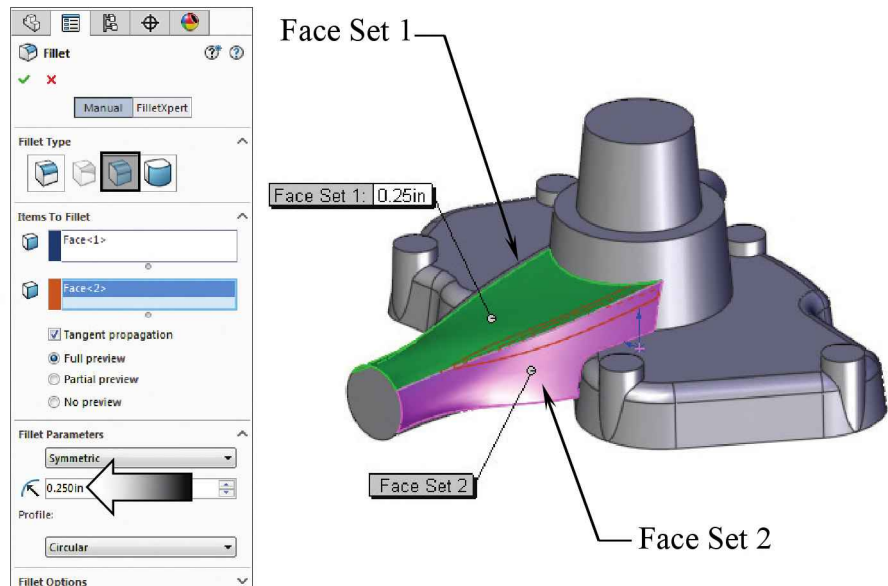 Fillet
Manual FilletXpert
Fillet Type
Items To Fillet
Face<1>
Face<2>
Tangent propagation
Full preview
Partial preview
No preview
Fillet Parameters
Symmetric
0.250in
Profile:
Circular
Fillet Options
Face Set 1
Face Set 1: 0.25in
Face Set 2
Face Set 2